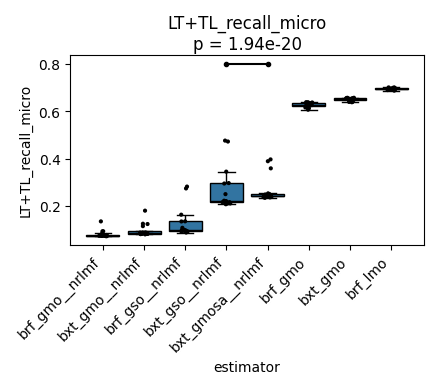 LT+TL_recall_micro
p = 1.94e-20
LT+TL_recall_micro
0.8
0.6
0.4
0.2
brf_gmo__nrlmf
bxt_gmo__nrlmf
brf_gso__nrlmf
bxt_gso__nrlmf
bxt_gmosa__nrlmf
brf_gmo
bxt_gmo
brf_lmo
estimator